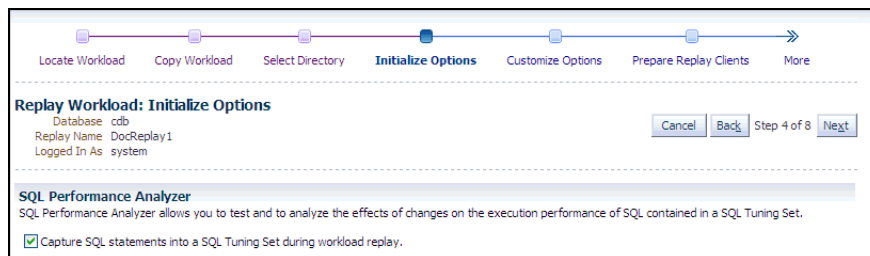 Locate Workload Copy Workload Select Directory Initialize Options Customize Options Prepare Replay Clients More
Replay Workload: Initialize Options
Database cdb
Replay Name DocReplay1
Logged In As system
Cancel Back Step 4 of 8 Next
SQL Performance Analyzer
SQL Performance Analyzer allows you to test and to analyze the effects of changes on the execution performance of SQL contained in a SQL Tuning Set.
Capture SQL statements into a SQL Tuning Set during workload replay.